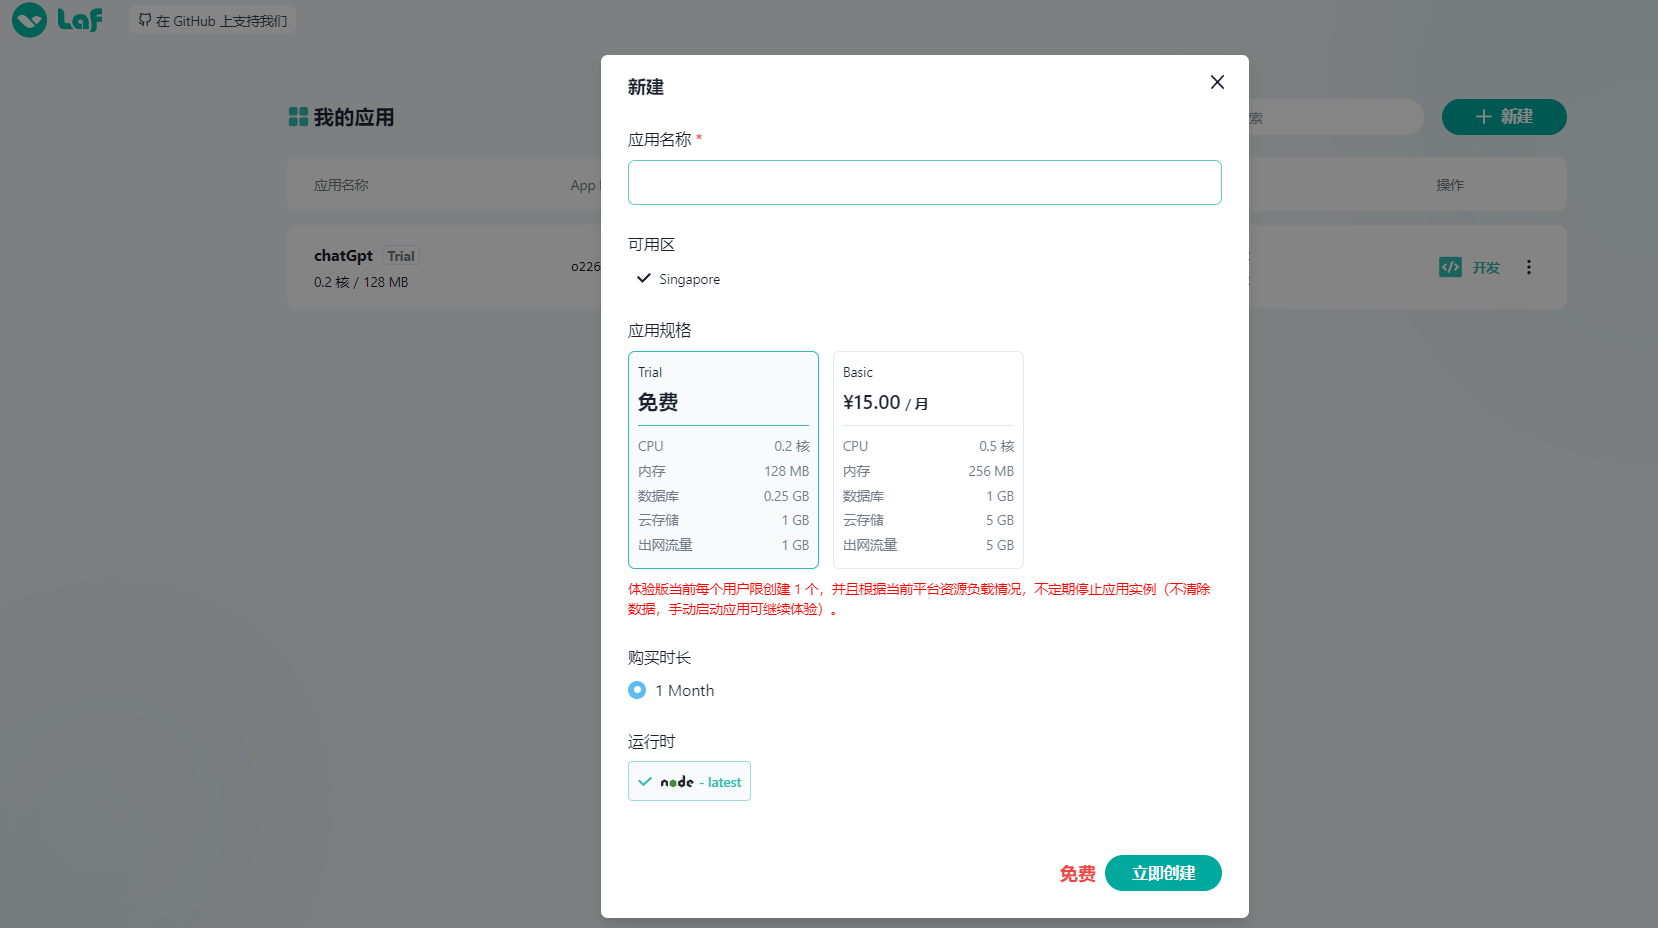 Laf
在 GitHub 上支持我们
新建
我的应用
索
新建
应用名称 *
应用名称
App
操作
可用区
chatGpt Trial
0.2 核 / 128 MB
o226
开发
Singapore
应用规格
Trial
免费
CPU 0.2 核
内存 128 MB
数据库 0.25 GB
云存储 1 GB
出网流量 1 GB
Basic
¥15.00 / 月
CPU 0.5 核
内存 256 MB
数据库 1 GB
云存储 5 GB
出网流量 5 GB
体验版当前每个用户限创建 1 个，并且根据当前平台资源负载情况，不定期停止应用实例（不清除
数据，手动启动应用可继续体验）。
购买时长
1 Month
运行时
node - latest
免费 立即创建